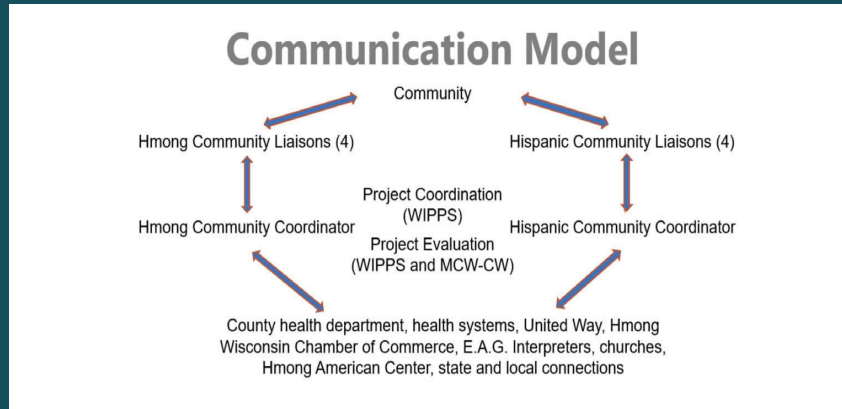 Communication Model
Community
Hmong Community Liaisons (4)
Hispanic Community Liaisons (4)
Project Coordination
(WIPPS)
Hmong Community Coordinator
Hispanic Community Coordinator
Project Evaluation
(WIPPS and MCW-CW)
County health department, health systems, United Way, Hmong
Wisconsin Chamber of Commerce, E.A.G. Interpreters, churches,
Hmong American Center, state and local connections